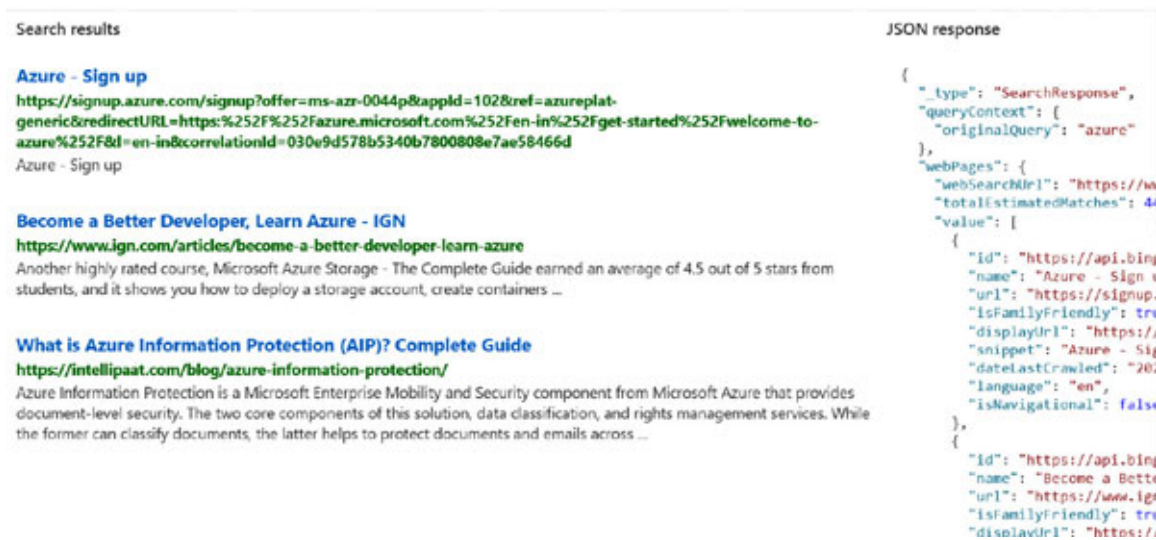 Search results
Azure - Sign up
https://signup.azure.com/signup?offer=ms-azr-0044p&appId=102&ref=azureplat-
generic&redirectURL=https:%252F%252Fazure.microsoft.com%252Fen-in%252Fget-started%252Fwelcome-to-
azure%252F&l=en-in&correlationId=030e9d578b5340b7800808e7ae58466d
Azure - Sign up
Become a Better Developer, Learn Azure - IGN
https://www.ign.com/articles/become-a-better-developer-learn-azure
Another highly rated course, Microsoft Azure Storage - The Complete Guide earned an average of 4.5 out of 5 stars from
students, and it shows you how to deploy a storage account, create containers ...
What is Azure Information Protection (AIP)? Complete Guide
https://intellipaat.com/blog/azure-information-protection/
Azure Information Protection is a Microsoft Enterprise Mobility and Security component from Microsoft Azure that provides
document-level security. The two core components of this solution, data classification, and rights management services. While
the former can classify documents, the latter helps to protect documents and emails across ...
JSON response
{
"_type": "SearchResponse",
"queryContext": {
"originalQuery": "azure"
},
"webPages": {
"webSearchUrl": "https://ww
"totalEstimatedMatches": 44
"value": [
{
"id": "https://api.bing
"name": "Azure - Sign u
"url": "https://signup.
"isFamilyFriendly": tru
"displayUrl": "https://
"snippet": "Azure - Sig
"dateLastCrawled": "202
"language": "en",
"isNavigational": false
},
{
"id": "https://api.bing
"name": "Become a Bette
"url": "https://www.ign
"isFamilyFriendly": tru
"displayUrl": "https:/